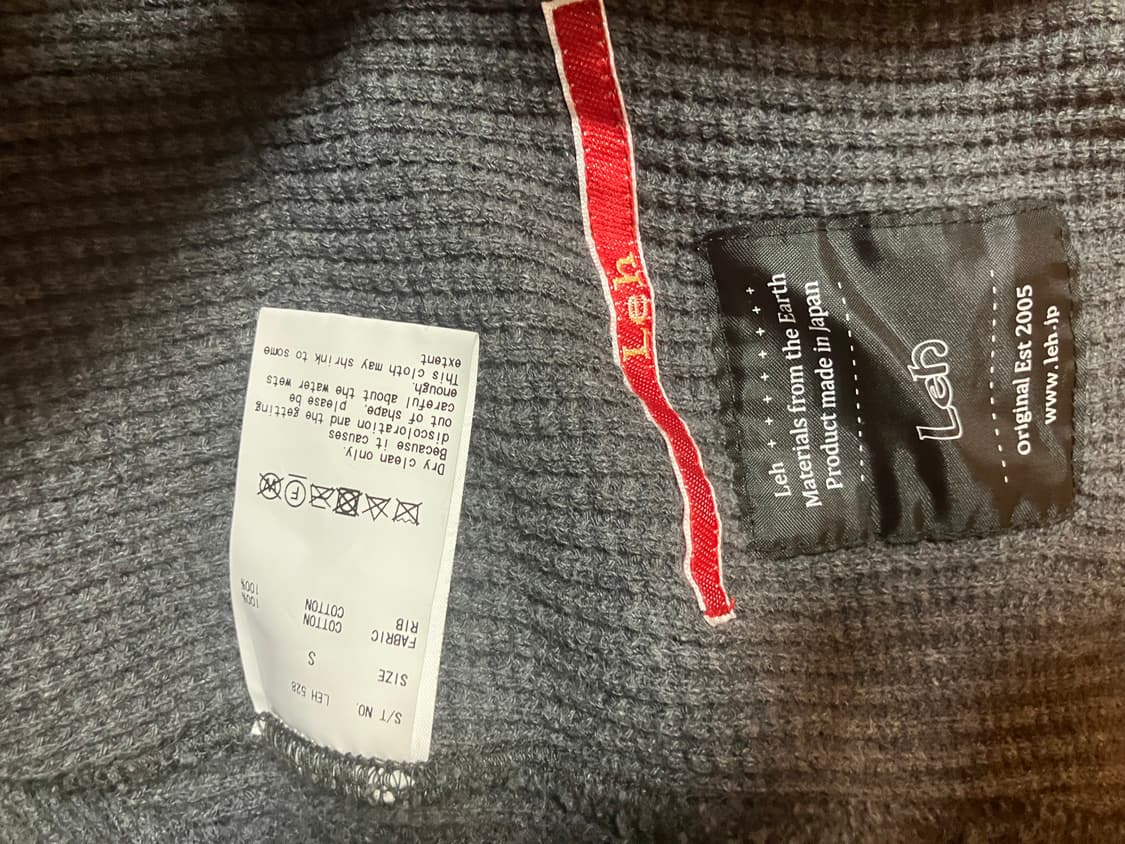 S/T NO. LEH 528
SIZE S
FABRIC COTTON 100%
RIB COTTON 100%
Dry clean only.
Because it causes
discoloration and the getting
out of shape, please be
careful about the water wets
enough.
This cloth may shrink to some
extent
F
W
Leh
Leh + + + + + + + +
Materials from the Earth
Product made in Japan
Leh
Original Est 2005
www.leh.jp